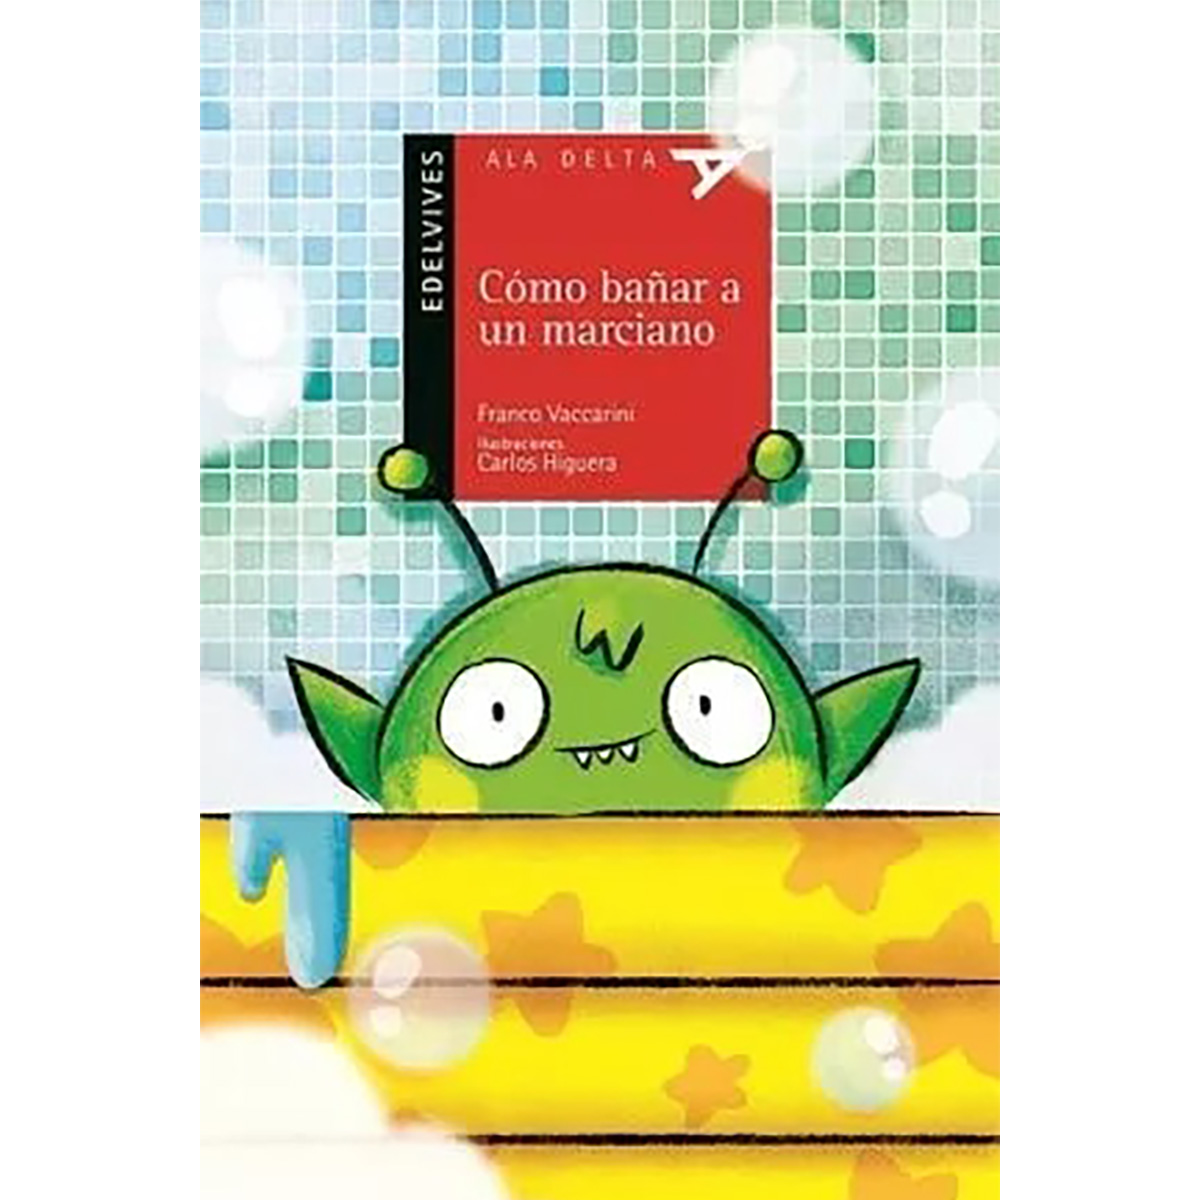 EDELVIVES
ALA DELTA
Cómo bañar a
un marciano
Franco Vaccarini
Ilustraciones
Carlos Higuera